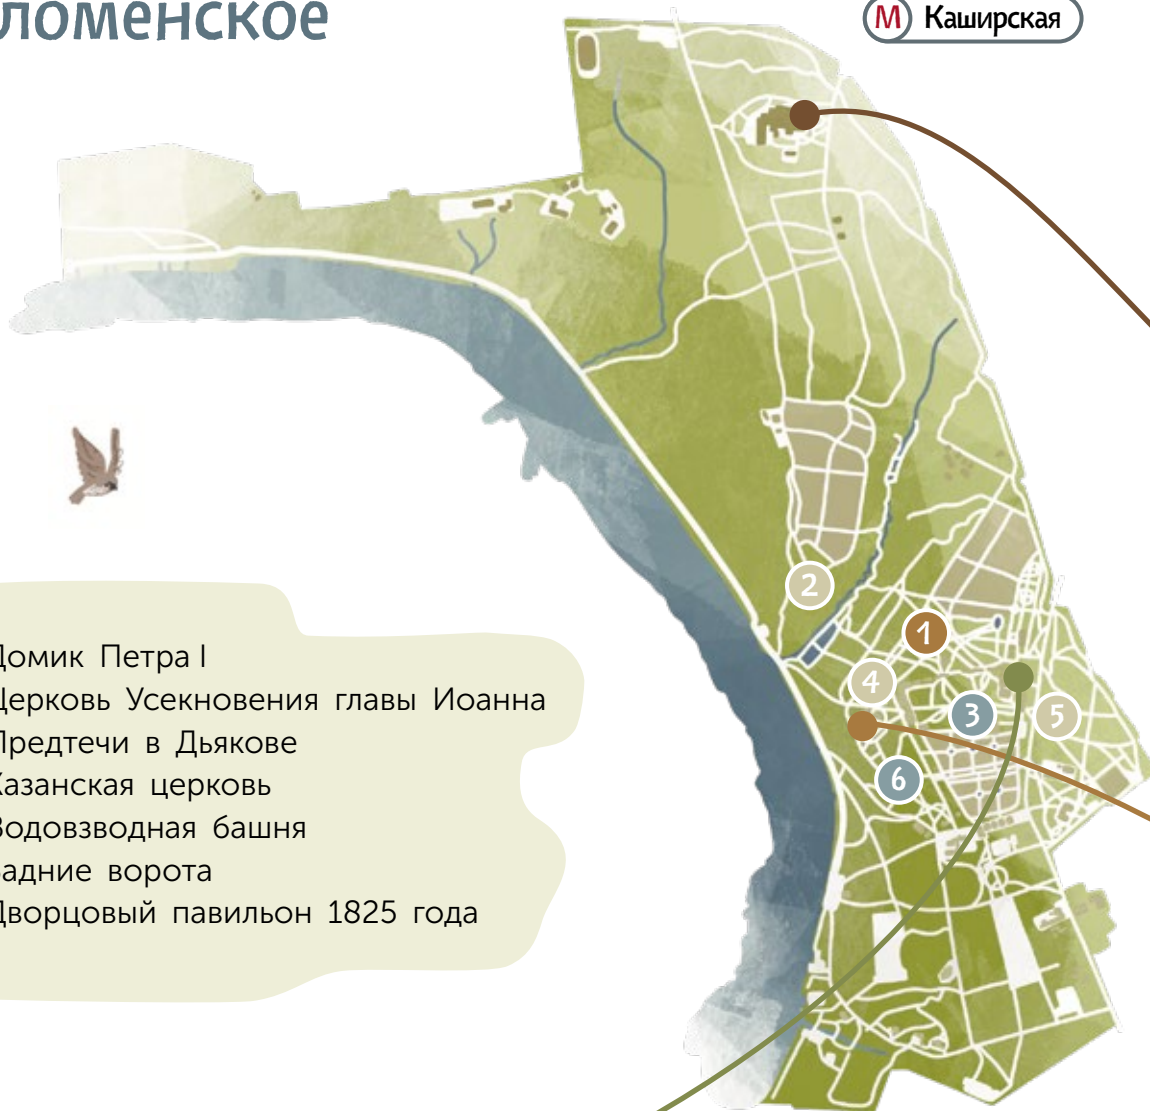 ломенское
М Каширская
2
1
4
3
5
6
Домик Петра I
Церковь Усекновения главы Иоанна
Предтечи в Дьякове
Казанская церковь
Водовзводная башня
Задние ворота
Дворцовый павильон 1825 года